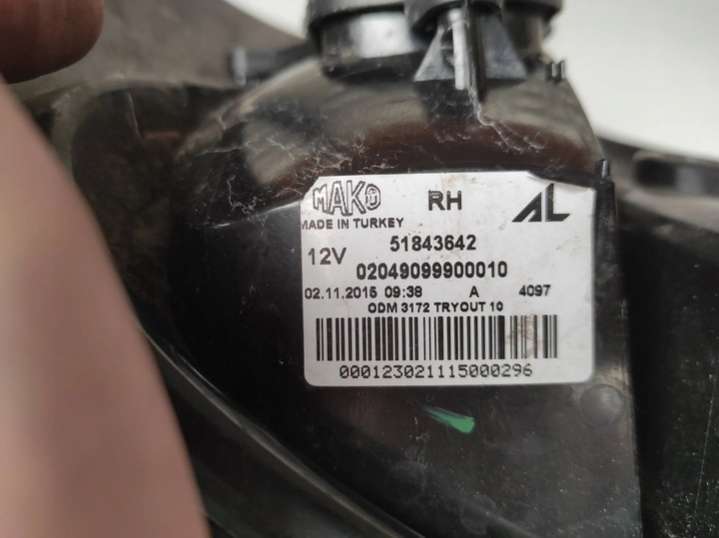 MAKO RH AL
MADE IN TURKEY
12V 51843642
02049099900010
02.11.2015 09:38 A 4097
ODM 3172 TRYOUT 10
000123021115000296